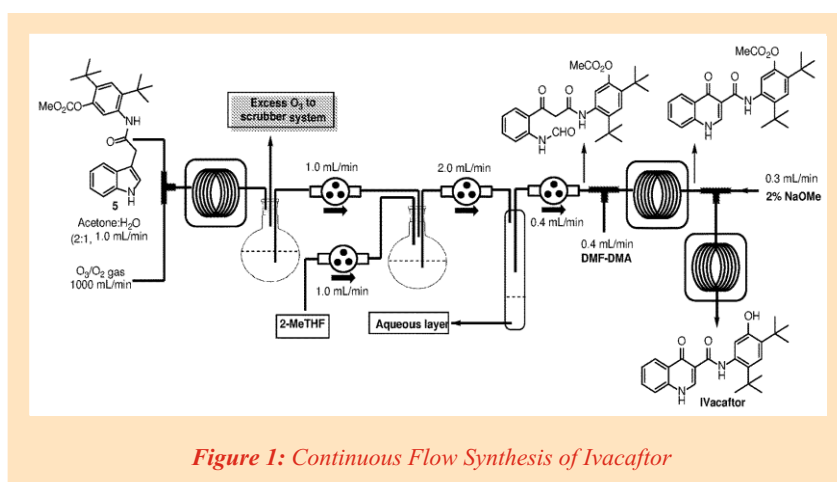 MeO₂CO
NH
O
N
H
5
Acetone:H₂O
(2:1, 1.0 mL/min
O₃/O₂ gas
1000 mL/min
Excess O₃ to
scrubber system
1.0 mL/min
2-MeTHF
1.0 mL/min
2.0 mL/min
Aqueous layer
0.4 mL/min
0.4 mL/min
DMF-DMA
MeCO₂O
O
O
N
H
N
H
CHO
MeCO₂O
O
O
N
H
N
H
0.3 mL/min
2% NaOMe
OH
O
O
N
H
N
H
IVacaftor
Figure 1: Continuous Flow Synthesis of Ivacaftor